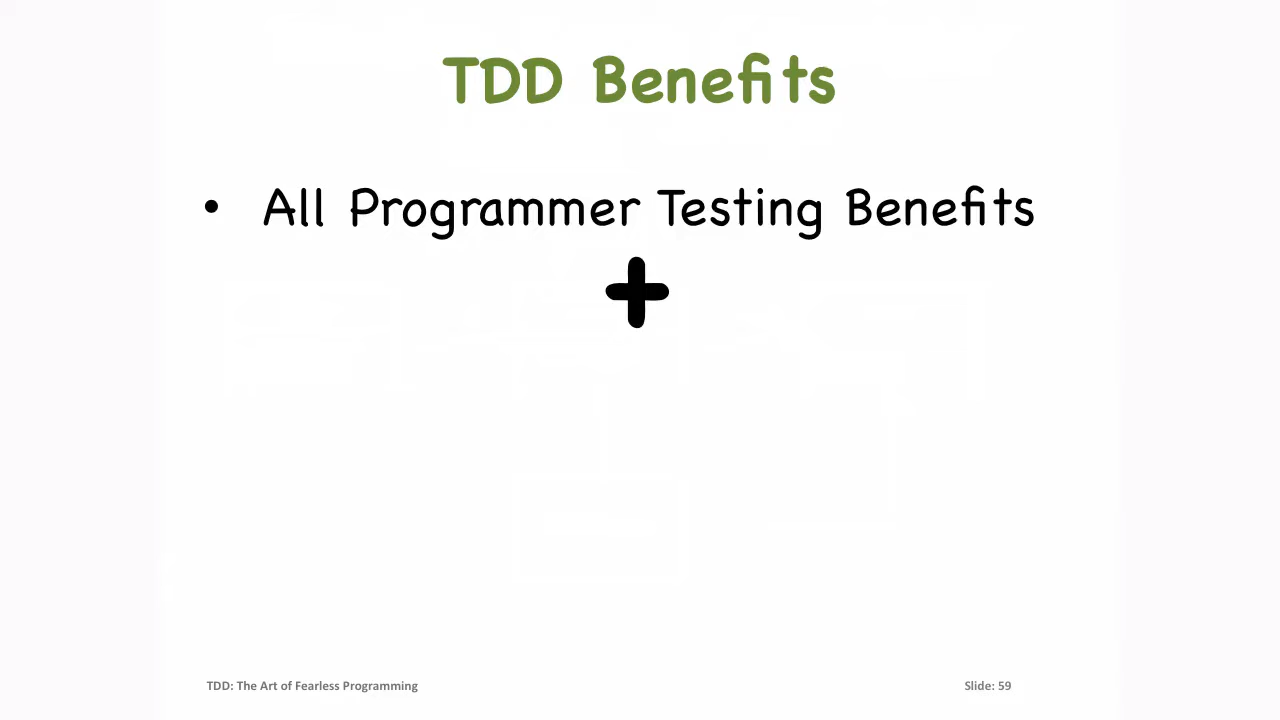 TDD Benefits
• All Programmer Testing Benefits
+
TDD: The Art of Fearless Programming
Slide: 59